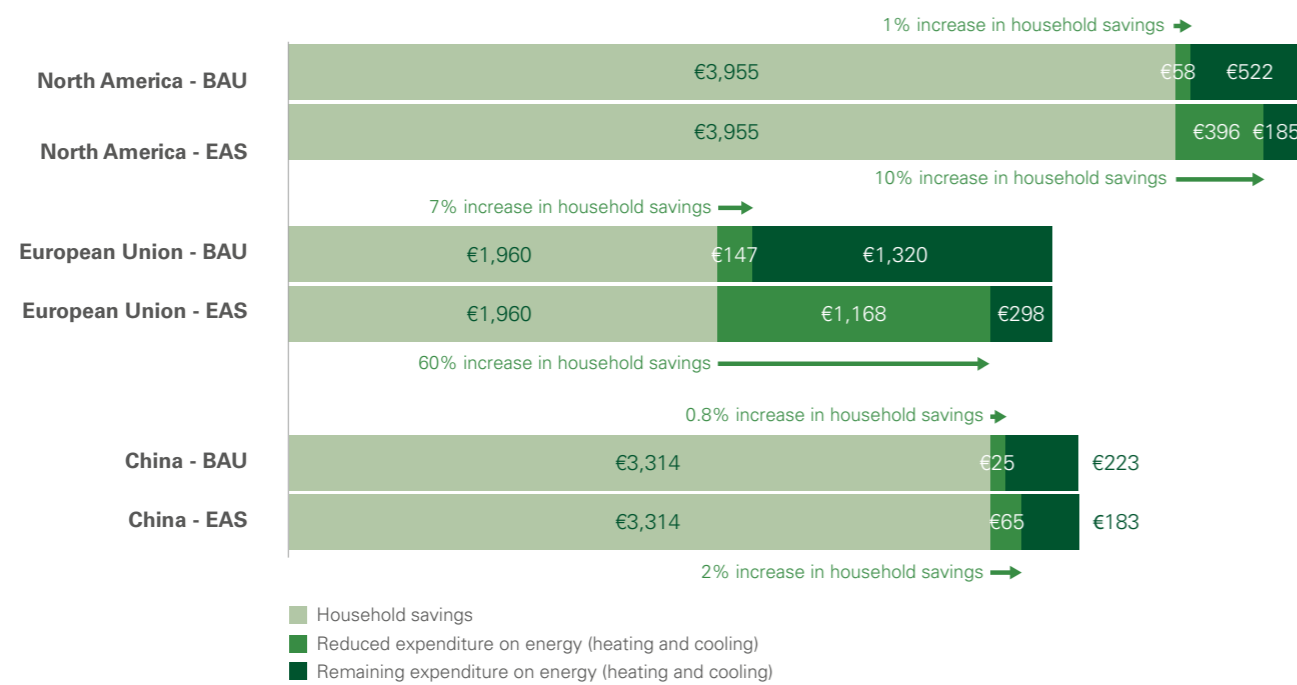 1% increase in household savings
North America - BAU
€3,955
€58
€522
North America - EAS
€3,955
€396
€185
10% increase in household savings
7% increase in household savings
European Union - BAU
€1,960
€147
€1,320
European Union - EAS
€1,960
€1,168
€298
60% increase in household savings
0.8% increase in household savings
China - BAU
€3,314
€25
€223
China - EAS
€3,314
€65
€183
2% increase in household savings
Household savings
Reduced expenditure on energy (heating and cooling)
Remaining expenditure on energy (heating and cooling)